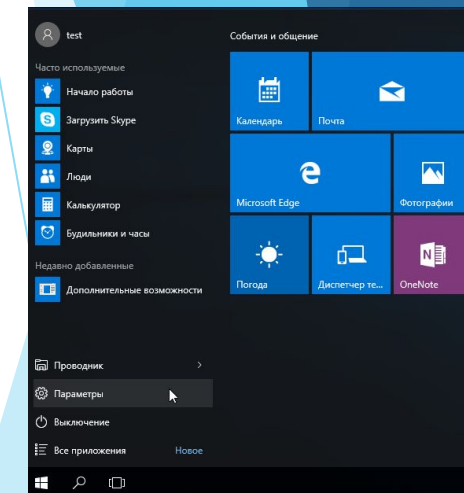 test
Часто используемые
Начало работы
Загрузить Skype
Карты
Люди
Калькулятор
Будильники и часы
Недавно добавленные
Дополнительные возможности
Проводник
Параметры
Выключение
Все приложения Новое
События и общение
Календарь Почта
Microsoft Edge Фотографии
Погода Диспетчер те... OneNote